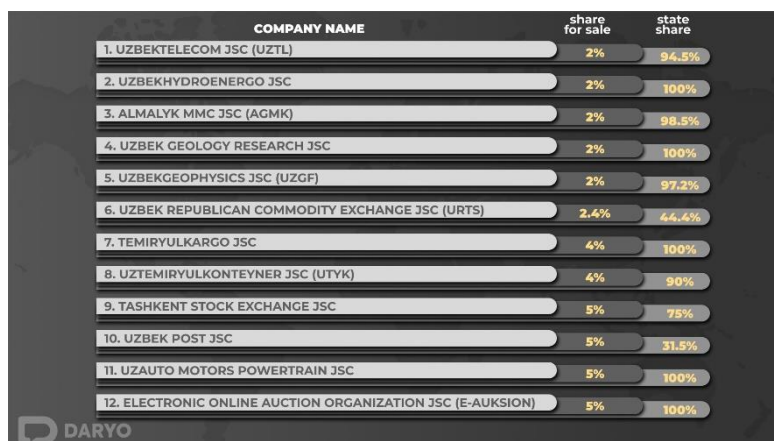 COMPANY NAME share for sale state share
1. UZBEKTELECOM JSC (UZTL) 2% 94.5%
2. UZBEKHYDROENERGO JSC 2% 100%
3. ALMALYK MMC JSC (AGMK) 2% 98.5%
4. UZBEK GEOLOGY RESEARCH JSC 2% 100%
5. UZBEKGEOPHYSICS JSC (UZGF) 2% 97.2%
6. UZBEK REPUBLICAN COMMODITY EXCHANGE JSC (URTS) 2.4% 44.4%
7. TEMIRYULKARGO JSC 4% 100%
8. UZTEMIRYULKONTEYNER JSC (UTYK) 4% 90%
9. TASHKENT STOCK EXCHANGE JSC 5% 75%
10. UZBEK POST JSC 5% 31.5%
11. UZAUTO MOTORS POWERTRAIN JSC 5% 100%
12. ELECTRONIC ONLINE AUCTION ORGANIZATION JSC (E-AUKSION) 5% 100%
DARYO